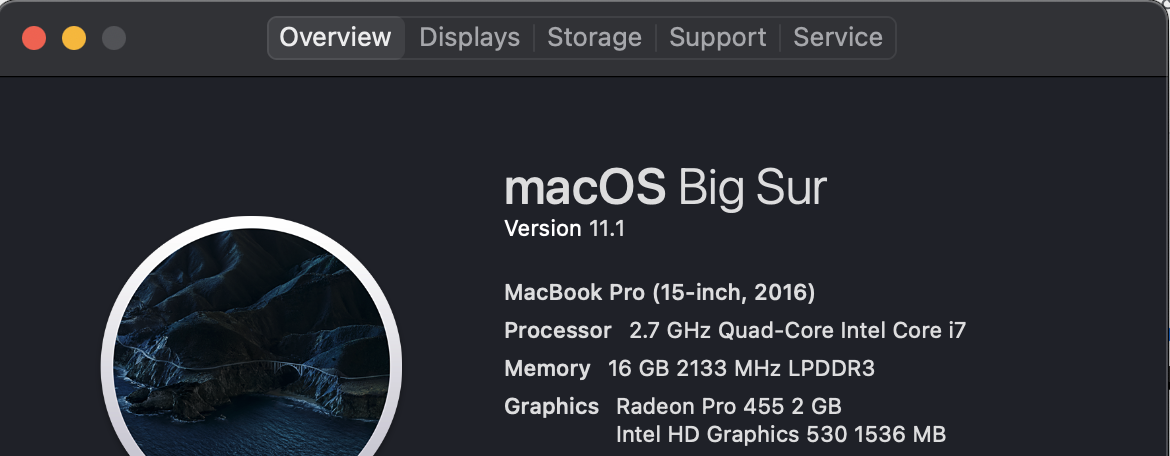 Overview Displays Storage Support Service
macOS Big Sur
Version 11.1
MacBook Pro (15-inch, 2016)
Processor 2.7 GHz Quad-Core Intel Core i7
Memory 16 GB 2133 MHz LPDDR3
Graphics Radeon Pro 455 2 GB
Intel HD Graphics 530 1536 MB